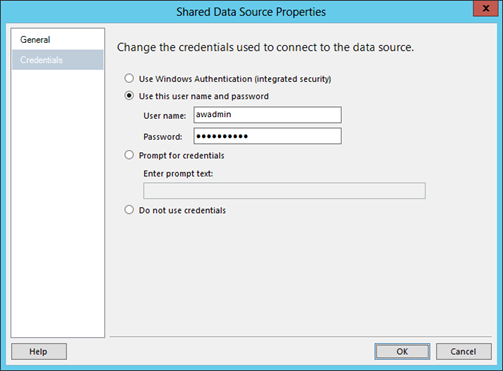 Shared Data Source Properties
x
General
Credentials
Change the credentials used to connect to the data source.
Use Windows Authentication (integrated security)
Use this user name and password
User name: awadmin
Password: ●●●●●●●●●●
Prompt for credentials
Enter prompt text:
Do not use credentials
Help OK Cancel